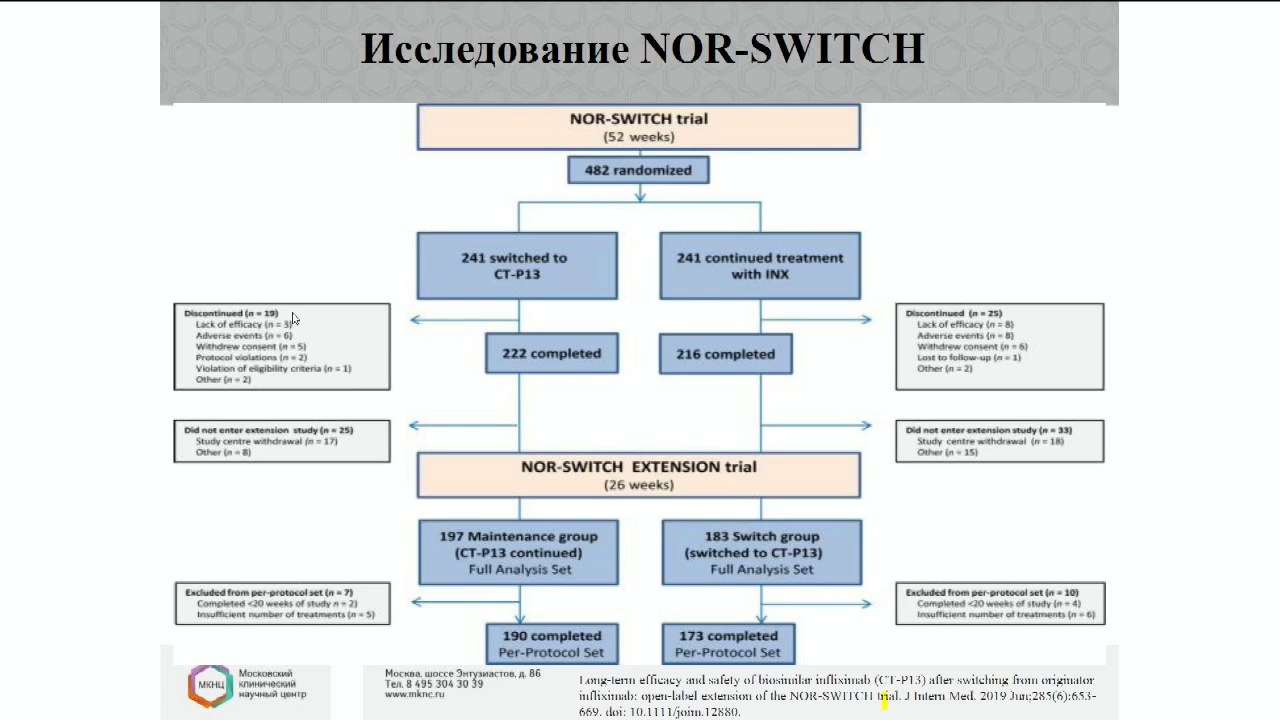 Исследование NOR-SWITCH
NOR-SWITCH trial
(52 weeks)
482 randomized
241 switched to
CT-P13
241 continued treatment
with INX
Discontinued (n = 19)
Lack of efficacy (n = 3)
Adverse events (n = 6)
Withdrew consent (n = 5)
Protocol violations (n = 2)
Violation of eligibility criteria (n = 1)
Other (n = 2)
Discontinued (n = 25)
Lack of efficacy (n = 8)
Adverse events (n = 8)
Withdrew consent (n = 6)
Lost to follow-up (n = 1)
Other (n = 2)
222 completed
216 completed
Did not enter extension study (n = 25)
Study centre withdrawal (n = 17)
Other (n = 8)
Did not enter extension study (n = 33)
Study centre withdrawal (n = 18)
Other (n = 15)
NOR-SWITCH EXTENSION trial
(26 weeks)
197 Maintenance group
(CT-P13 continued)
Full Analysis Set
183 Switch group
(switched to CT-P13)
Full Analysis Set
Excluded from per-protocol set (n = 7)
Completed <20 weeks of study n = 2)
Insufficient number of treatments (n = 5)
Excluded from per-protocol set (n = 10)
Completed <20 weeks of study (n = 4)
Insufficient number of treatments (n = 6)
190 completed
Per-Protocol Set
173 completed
Per-Protocol Set
МКНЦ
Московский
клинический
научный центр
Москва, шоссе Энтузиастов, д. 86
Тел. 8 495 304 30 39
www.mknc.ru
Long-term efficacy and safety of biosimilar infliximab (CT-P13) after switching from originator
infliximab: open-label extension of the NOR-SWITCH trial. J Intern Med. 2019 Jun;285(6):653-
669. doi: 10.1111/joim.12880.